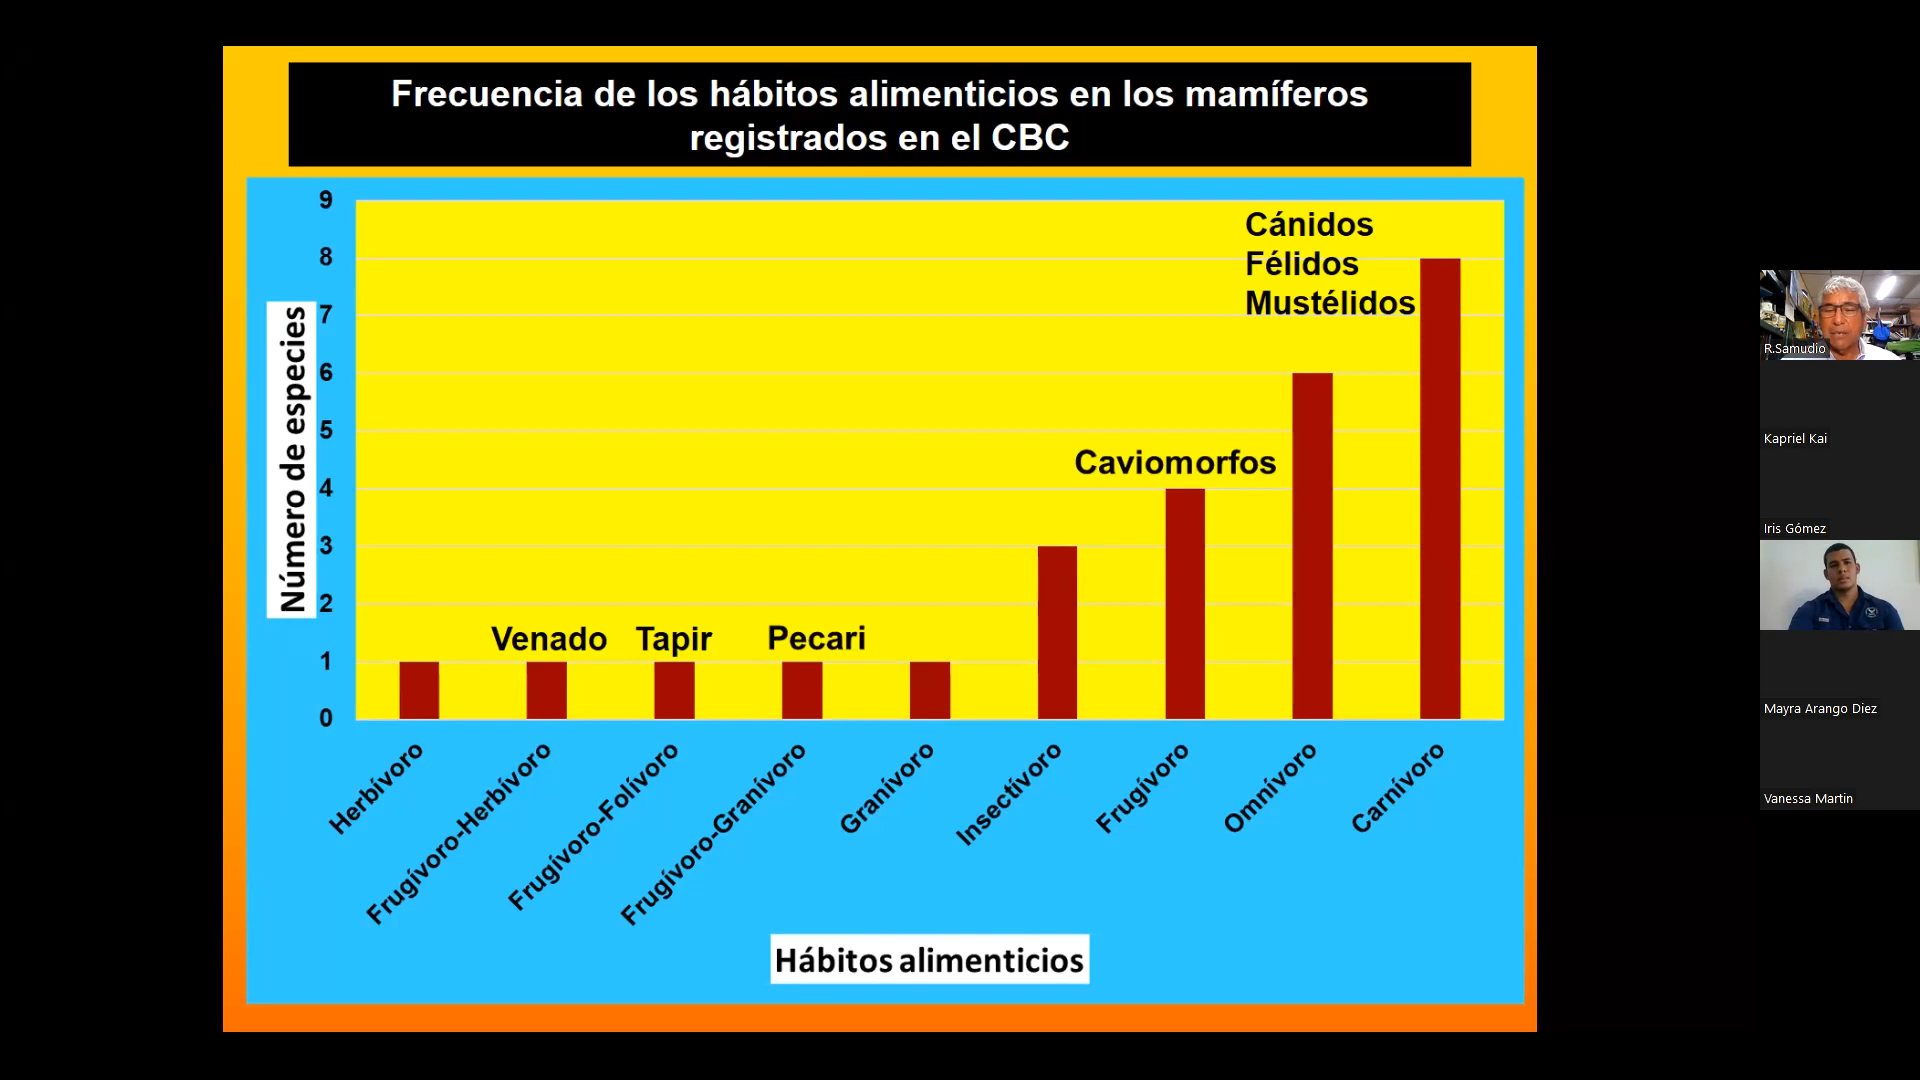 Frecuencia de los hábitos alimenticios en los mamíferos
registrados en el CBC
9
8
7
6
5
4
3
2
1
0
Número de especies
Cánidos
Félidos
Mustélidos
Caviomorfos
Venado
Tapir
Pecari
Herbívoro
Frugívoro-Herbívoro
Frugívoro-Folívoro
Frugívoro-Granívoro
Granívoro
Insectívoro
Frugívoro
Omnívoro
Carnívoro
Hábitos alimenticios
R.Samudio
Kapriel Kai
Iris Gómez
Mayra Arango Diez
Vanessa Martin